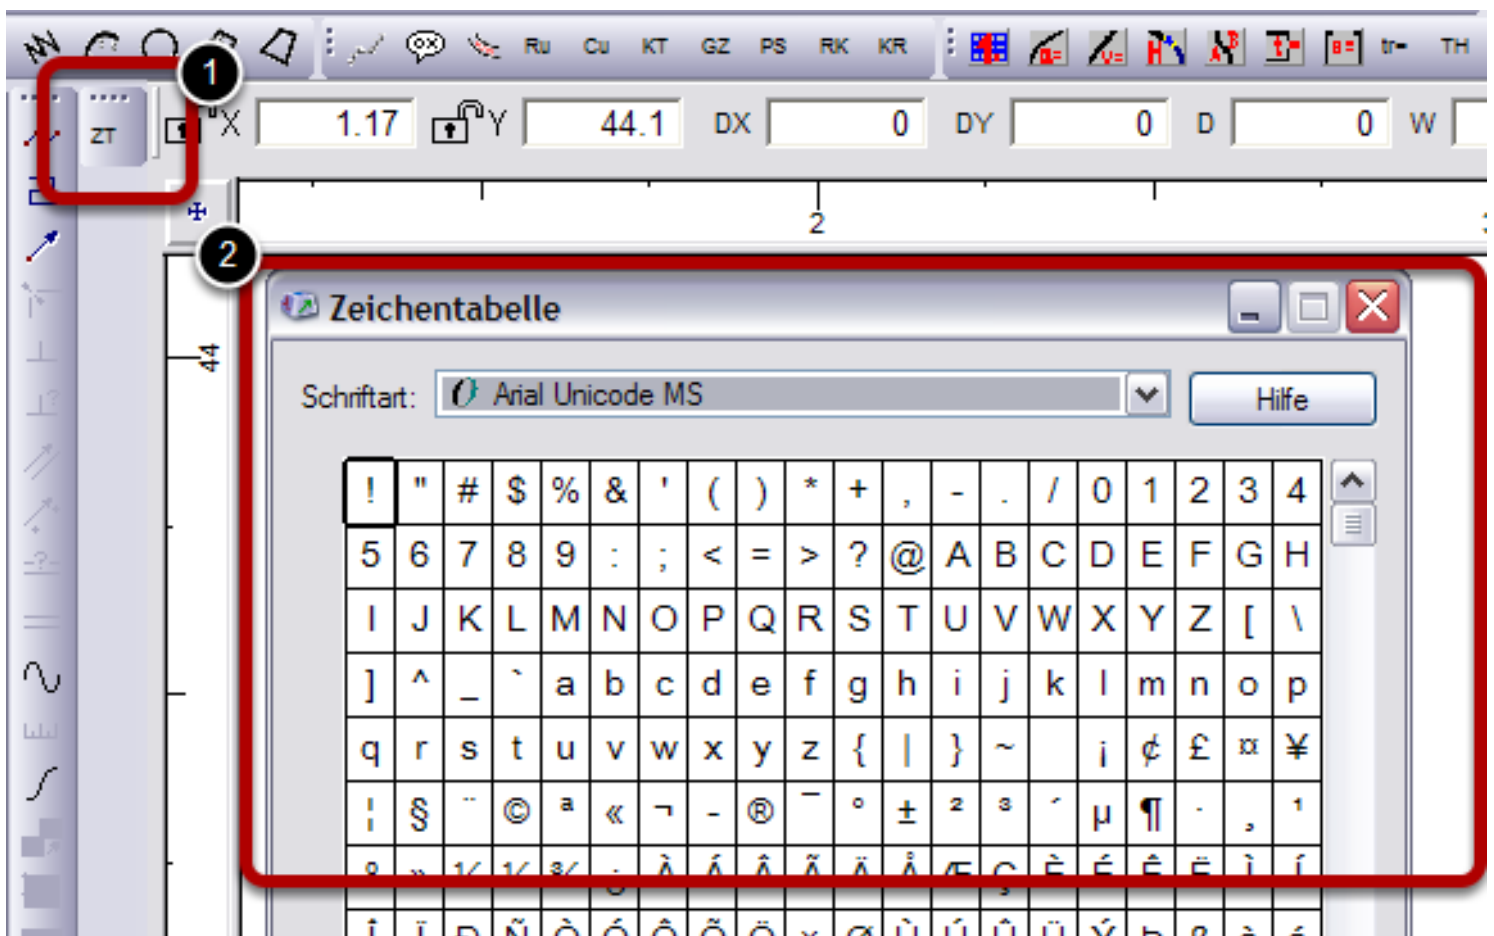 Ru Cu KT GZ PS RK KR tr= TH
1
ZT X 1.17 Y 44.1 DX 0 DY 0 D 0 W
2
2
Zeichentabelle
44
Schriftart: Arial Unicode MS Hilfe
! " # $ % & ' ( ) * + , - . / 0 1 2 3 4
5 6 7 8 9 : ; < = > ? @ A B C D E F G H
I J K L M N O P Q R S T U V W X Y Z [ \
] ^ _ ` a b c d e f g h i j k l m n o p
q r s t u v w x y z { | } ~ ¡ ¢ £ ¤ ¥
¦ § ¨ © ª « ¬ - ® ¯ ° ± ² ³ ´ µ ¶ · ¸ ¹
º » ¿ À Á Â Ã Ä Å Æ Ç È É Ê Ë Ì Í